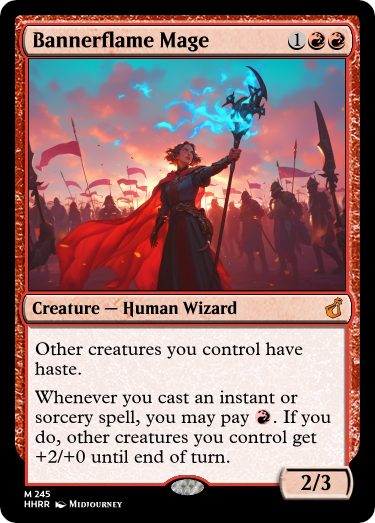 Bannerflame Mage 1
Creature — Human Wizard
Other creatures you control have
haste.
Whenever you cast an instant or
sorcery spell, you may pay . If you
do, other creatures you control get
+2/+0 until end of turn.
2/3
M 245
HHRR Midjourney